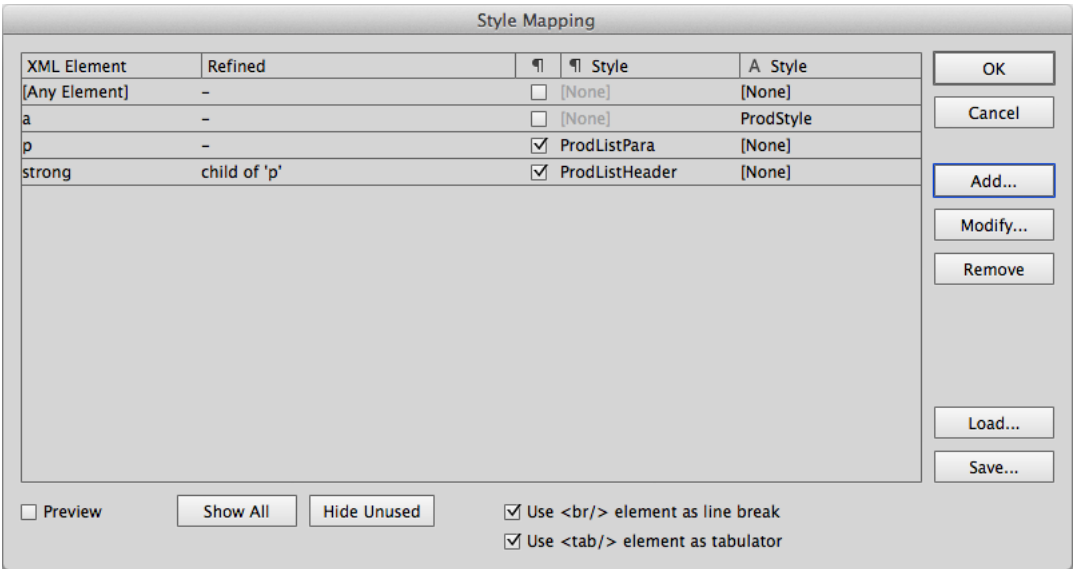 Style Mapping
XML Element Refined ¶ ¶ Style A Style
[Any Element] – [None] [None]
a – [None] ProdStyle
p – ProdListPara [None]
strong child of 'p' ProdListHeader [None]
OK
Cancel
Add...
Modify...
Remove
Load...
Save...
Preview Show All Hide Unused Use <br/> element as line break
Use <tab/> element as tabulator